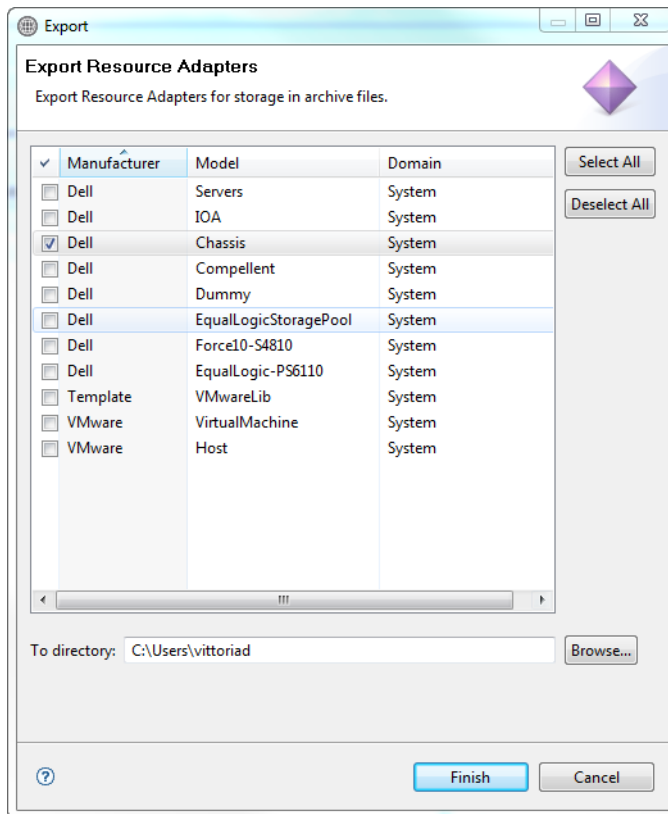 Export
Export Resource Adapters
Export Resource Adapters for storage in archive files.
Manufacturer Model Domain
Dell Servers System
Dell IOA System
Dell Chassis System
Dell Compellent System
Dell Dummy System
Dell EqualLogicStoragePool System
Dell Force10-S4810 System
Dell EqualLogic-PS6110 System
Template VMwareLib System
VMware VirtualMachine System
VMware Host System
Select All
Deselect All
To directory: C:\Users\vittoriad Browse...
Finish Cancel